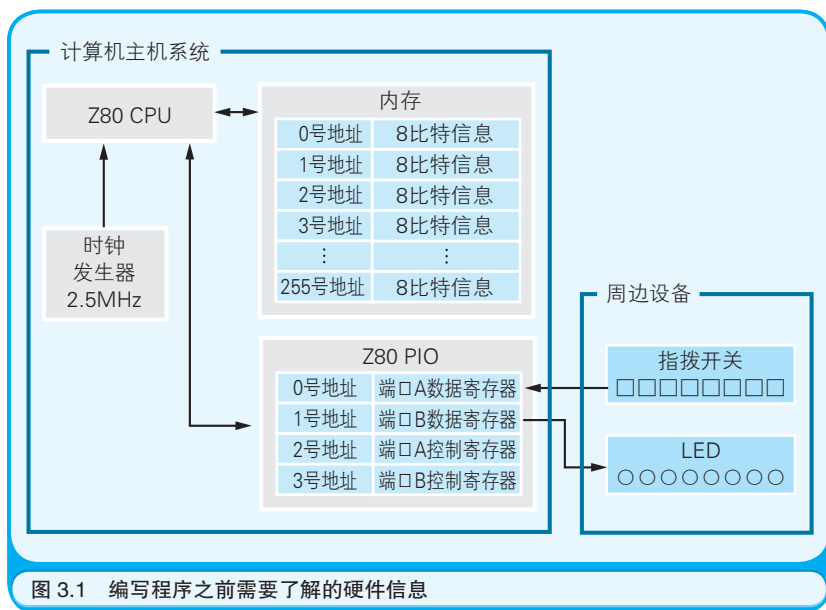 计算机主机系统
Z80 CPU
时钟
发生器
2.5MHz
内存
0号地址 8比特信息
1号地址 8比特信息
2号地址 8比特信息
3号地址 8比特信息
⋮ ⋮
255号地址 8比特信息
Z80 PIO
0号地址 端口A数据寄存器
1号地址 端口B数据寄存器
2号地址 端口A控制寄存器
3号地址 端口B控制寄存器
周边设备
指拨开关
□□□□□□□□
LED
○○○○○○○○
图 3.1 编写程序之前需要了解的硬件信息